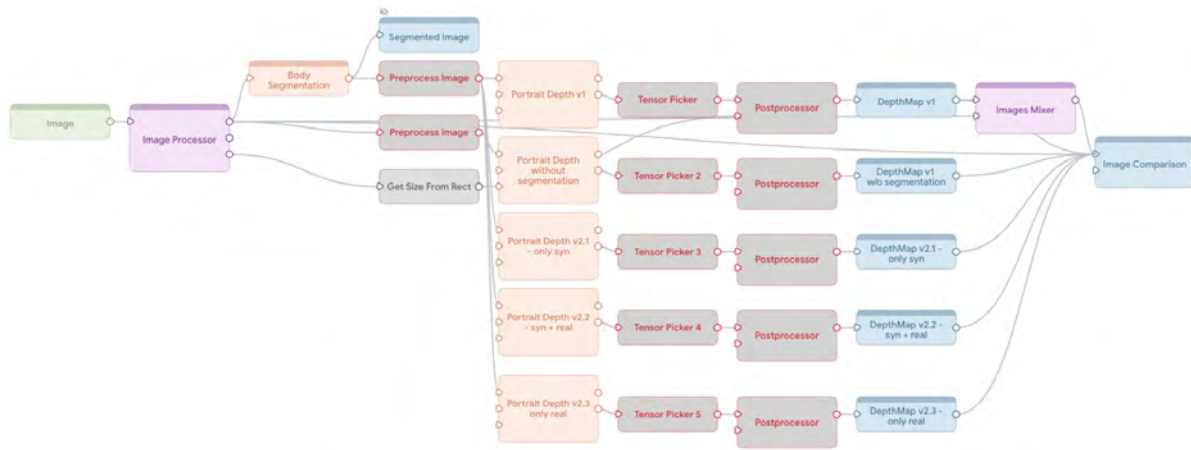 Segmented Image
Body
Segmentation
Preprocess Image
Portrait Depth v1
Tensor Picker
Postprocessor
DepthMap v1
Images Mixer
Image
Image Processor
Preprocess Image
Portrait Depth
without
segmentation
Tensor Picker 2
Postprocessor
DepthMap v1
w/o segmentation
Image Comparison
Get Size From Rect
Portrait Depth v2.1
- only syn
Tensor Picker 3
Postprocessor
DepthMap v2.1 -
only syn
Portrait Depth v2.2
- syn + real
Tensor Picker 4
Postprocessor
DepthMap v2.2 -
syn + real
Portrait Depth v2.3
only real
Tensor Picker 5
Postprocessor
DepthMap v2.3 -
only real